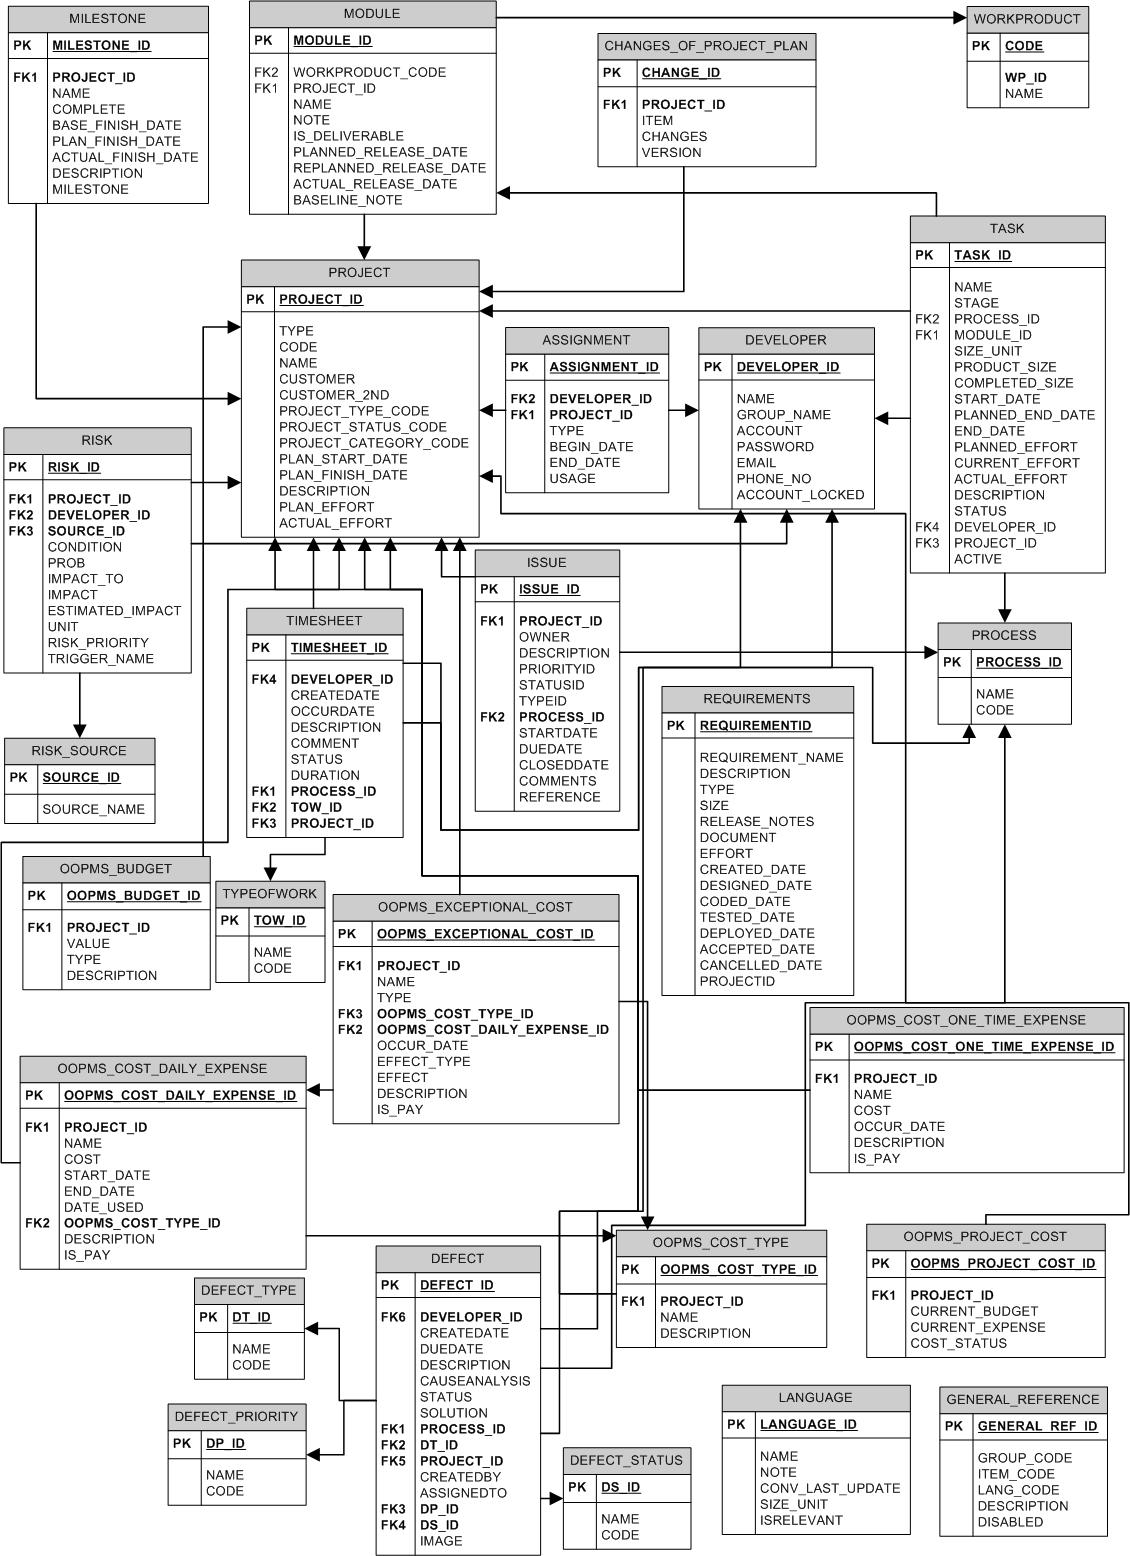 MILESTONE
PK MILESTONE_ID
FK1 PROJECT_ID
NAME
COMPLETE
BASE_FINISH_DATE
PLAN_FINISH_DATE
ACTUAL_FINISH_DATE
DESCRIPTION
MILESTONE
MODULE
PK MODULE_ID
FK2 WORKPRODUCT_CODE
FK1 PROJECT_ID
NAME
NOTE
IS_DELIVERABLE
PLANNED_RELEASE_DATE
REPLANNED_RELEASE_DATE
ACTUAL_RELEASE_DATE
BASELINE_NOTE
CHANGES_OF_PROJECT_PLAN
PK CHANGE_ID
FK1 PROJECT_ID
ITEM
CHANGES
VERSION
WORKPRODUCT
PK CODE
WP_ID
NAME
PROJECT
PK PROJECT_ID
TYPE
CODE
NAME
CUSTOMER
CUSTOMER_2ND
PROJECT_TYPE_CODE
PROJECT_STATUS_CODE
PROJECT_CATEGORY_CODE
PLAN_START_DATE
PLAN_FINISH_DATE
DESCRIPTION
PLAN_EFFORT
ACTUAL_EFFORT
ASSIGNMENT
PK ASSIGNMENT_ID
FK2 DEVELOPER_ID
FK1 PROJECT_ID
TYPE
BEGIN_DATE
END_DATE
USAGE
DEVELOPER
PK DEVELOPER_ID
NAME
GROUP_NAME
ACCOUNT
PASSWORD
EMAIL
PHONE_NO
ACCOUNT_LOCKED
TASK
PK TASK_ID
NAME
STAGE
FK2 PROCESS_ID
FK1 MODULE_ID
SIZE_UNIT
PRODUCT_SIZE
COMPLETED_SIZE
START_DATE
PLANNED_END_DATE
END_DATE
PLANNED_EFFORT
CURRENT_EFFORT
ACTUAL_EFFORT
DESCRIPTION
STATUS
FK4 DEVELOPER_ID
FK3 PROJECT_ID
ACTIVE
RISK
PK RISK_ID
FK1 PROJECT_ID
FK2 DEVELOPER_ID
FK3 SOURCE_ID
CONDITION
PROB
IMPACT_TO
IMPACT
ESTIMATED_IMPACT
UNIT
RISK_PRIORITY
TRIGGER_NAME
TIMESHEET
PK TIMESHEET_ID
FK4 DEVELOPER_ID
CREATEDATE
OCCURDATE
DESCRIPTION
COMMENT
STATUS
DURATION
FK1 PROCESS_ID
FK2 TOW_ID
FK3 PROJECT_ID
ISSUE
PK ISSUE_ID
FK1 PROJECT_ID
OWNER
DESCRIPTION
PRIORITYID
STATUSID
TYPEID
FK2 PROCESS_ID
STARTDATE
DUEDATE
CLOSEDDATE
COMMENTS
REFERENCE
PROCESS
PK PROCESS_ID
NAME
CODE
REQUIREMENTS
PK REQUIREMENTID
REQUIREMENT_NAME
DESCRIPTION
TYPE
SIZE
RELEASE_NOTES
DOCUMENT
EFFORT
CREATED_DATE
DESIGNED_DATE
CODED_DATE
TESTED_DATE
DEPLOYED_DATE
ACCEPTED_DATE
CANCELLED_DATE
PROJECTID
RISK_SOURCE
PK SOURCE_ID
SOURCE_NAME
OOPMS_BUDGET
PK OOPMS_BUDGET_ID
FK1 PROJECT_ID
VALUE
TYPE
DESCRIPTION
TYPEOFWORK
PK TOW_ID
NAME
CODE
OOPMS_EXCEPTIONAL_COST
PK OOPMS_EXCEPTIONAL_COST_ID
FK1 PROJECT_ID
NAME
TYPE
FK3 OOPMS_COST_TYPE_ID
FK2 OOPMS_COST_DAILY_EXPENSE_ID
OCCUR_DATE
EFFECT_TYPE
EFFECT
DESCRIPTION
IS_PAY
OOPMS_COST_ONE_TIME_EXPENSE
PK OOPMS_COST_ONE_TIME_EXPENSE_ID
FK1 PROJECT_ID
NAME
COST
OCCUR_DATE
DESCRIPTION
IS_PAY
OOPMS_COST_DAILY_EXPENSE
PK OOPMS_COST_DAILY_EXPENSE_ID
FK1 PROJECT_ID
NAME
COST
START_DATE
END_DATE
DATE_USED
FK2 OOPMS_COST_TYPE_ID
DESCRIPTION
IS_PAY
OOPMS_COST_TYPE
PK OOPMS_COST_TYPE_ID
FK1 PROJECT_ID
NAME
DESCRIPTION
OOPMS_PROJECT_COST
PK OOPMS_PROJECT_COST_ID
FK1 PROJECT_ID
CURRENT_BUDGET
CURRENT_EXPENSE
COST_STATUS
DEFECT
PK DEFECT_ID
FK6 DEVELOPER_ID
CREATEDATE
DUEDATE
DESCRIPTION
CAUSEANALYSIS
STATUS
SOLUTION
FK1 PROCESS_ID
FK2 DT_ID
FK5 PROJECT_ID
CREATEDBY
ASSIGNEDTO
FK3 DP_ID
FK4 DS_ID
IMAGE
DEFECT_TYPE
PK DT_ID
NAME
CODE
DEFECT_PRIORITY
PK DP_ID
NAME
CODE
DEFECT_STATUS
PK DS_ID
NAME
CODE
LANGUAGE
PK LANGUAGE_ID
NAME
NOTE
CONV_LAST_UPDATE
SIZE_UNIT
ISRELEVANT
GENERAL_REFERENCE
PK GENERAL_REF_ID
GROUP_CODE
ITEM_CODE
LANG_CODE
DESCRIPTION
DISABLED